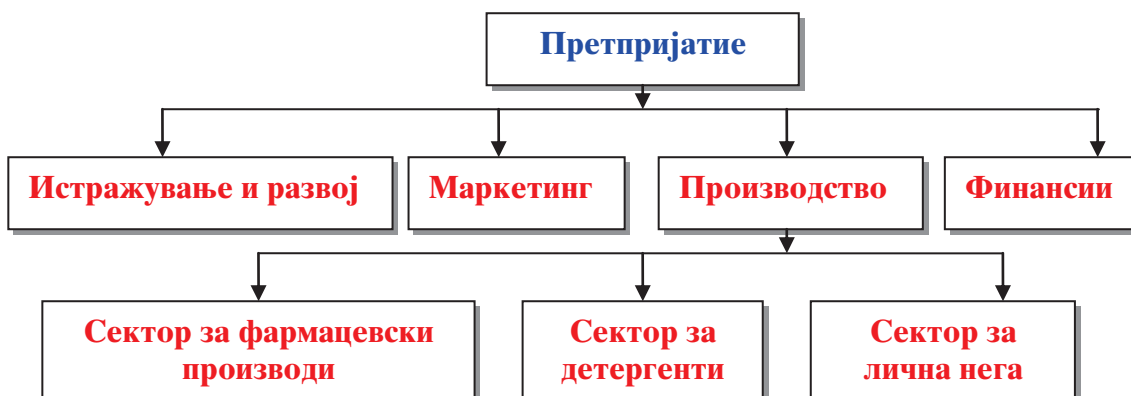 Претпријатие
Истражување и развој
Маркетинг
Производство
Финансии
Сектор за фармацевски
производи
Сектор за
детергенти
Сектор за
лична нега